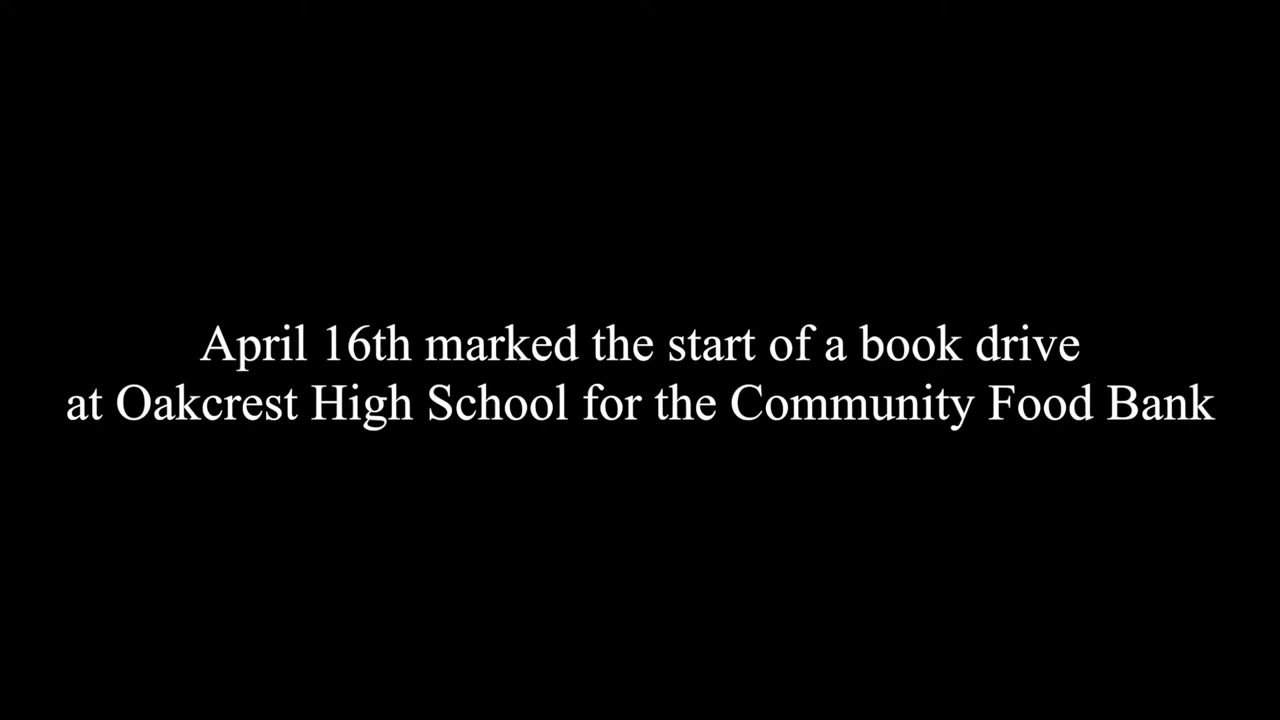 April 16th marked the start of a book drive
at Oakcrest High School for the Community Food Bank